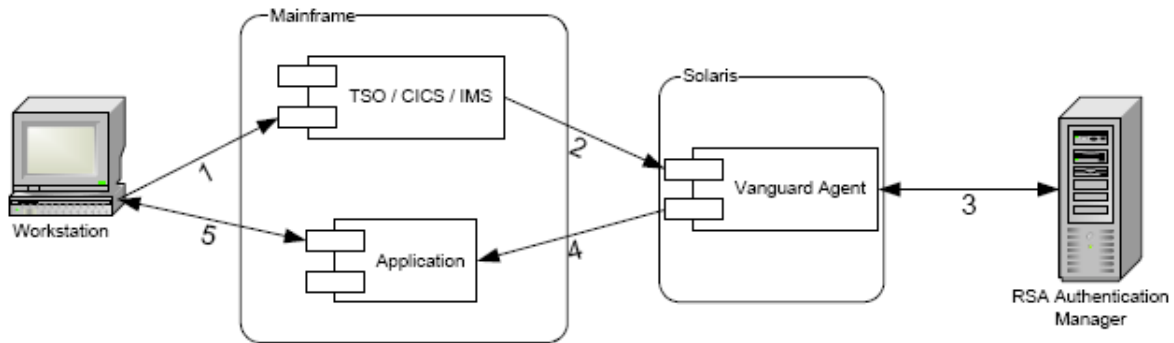 Mainframe
TSO / CICS / IMS
Solaris
1
2
Vanguard Agent
3
Workstation
5
Application
4
RSA Authentication
Manager